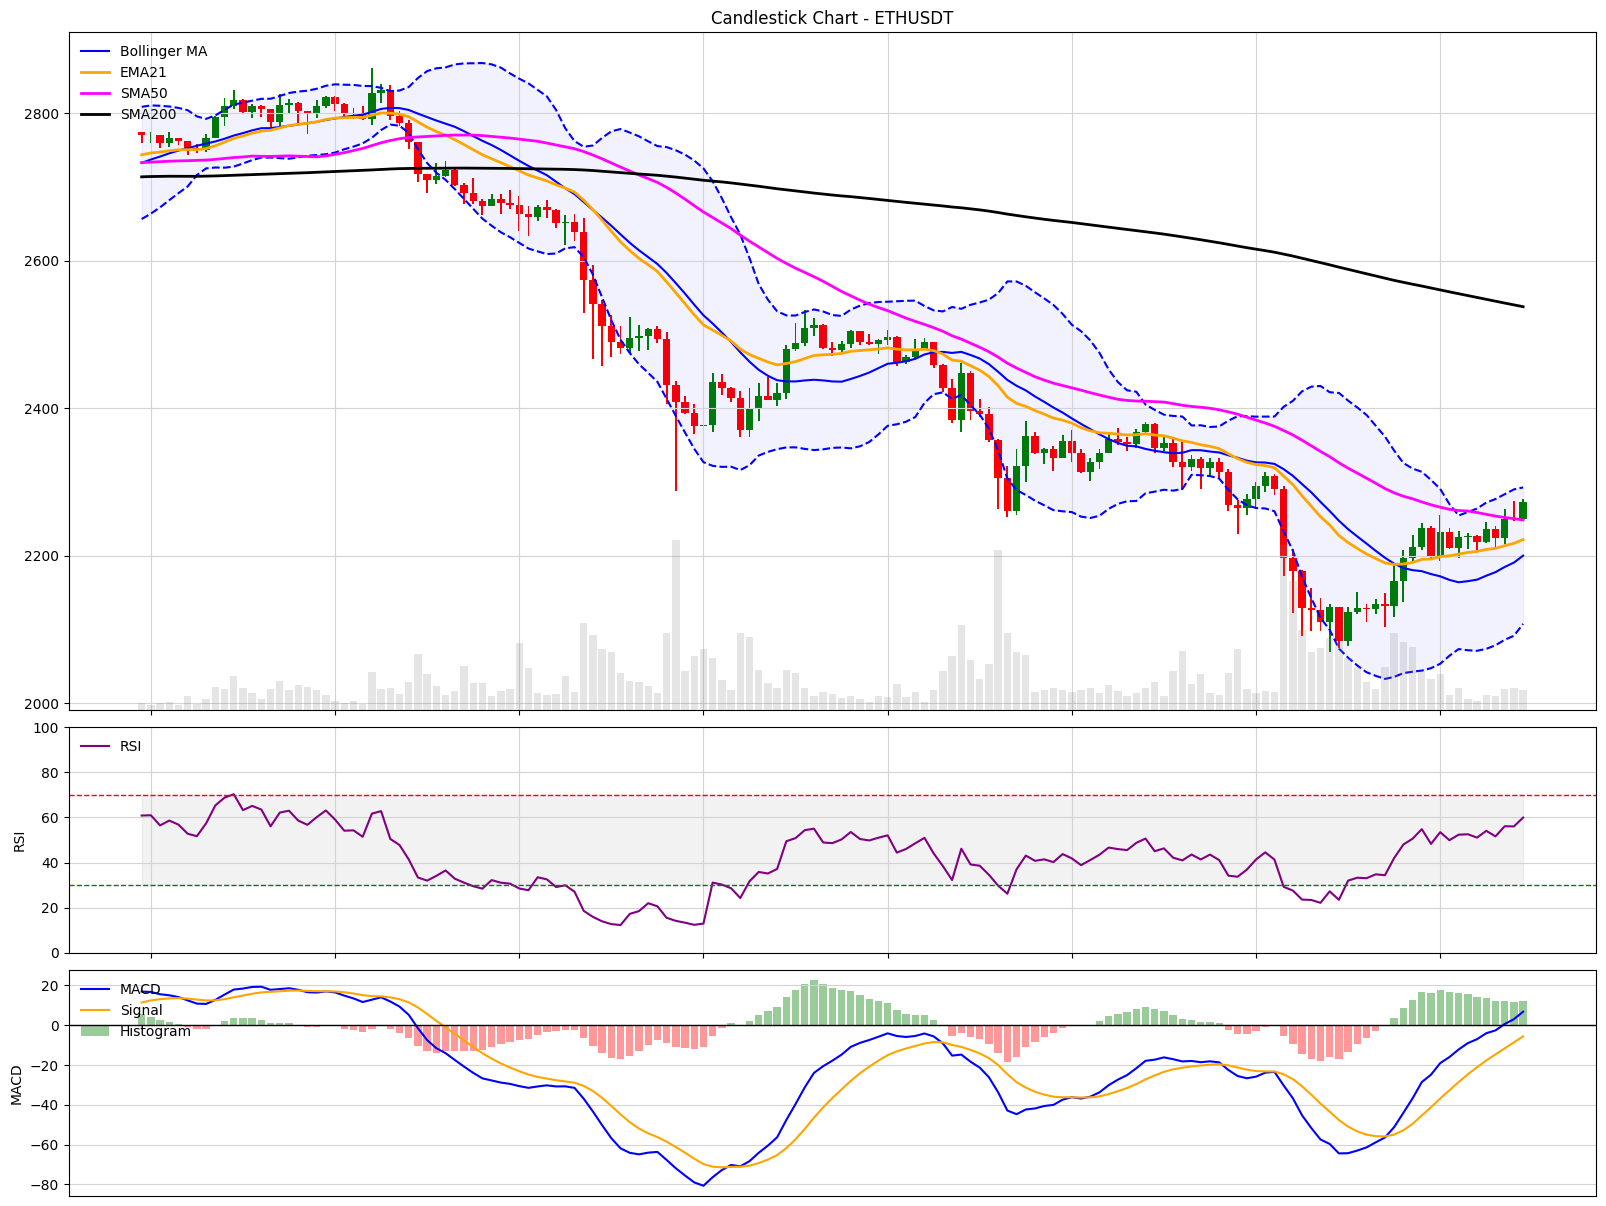 Candlestick Chart - ETHUSDT
Bollinger MA
EMA21
SMA50
SMA200
2800
2600
2400
2200
2000
RSI
100
80
60
40
20
0
RSI
MACD
Signal
Histogram
20
0
−20
−40
−60
−80
MACD